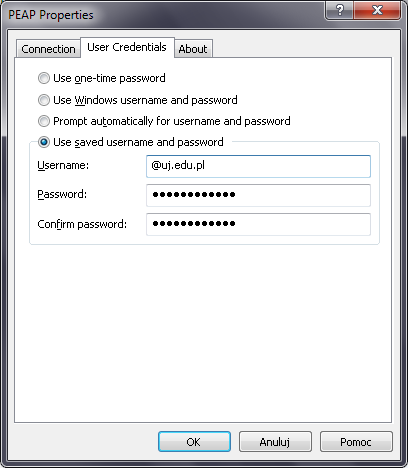 PEAP Properties
?
Connection User Credentials About
Use one-time password
Use Windows username and password
Prompt automatically for username and password
Use saved username and password
Username: @uj.edu.pl
Password: ●●●●●●●●●●●●
Confirm password: ●●●●●●●●●●●●
OK Anuluj Pomoc